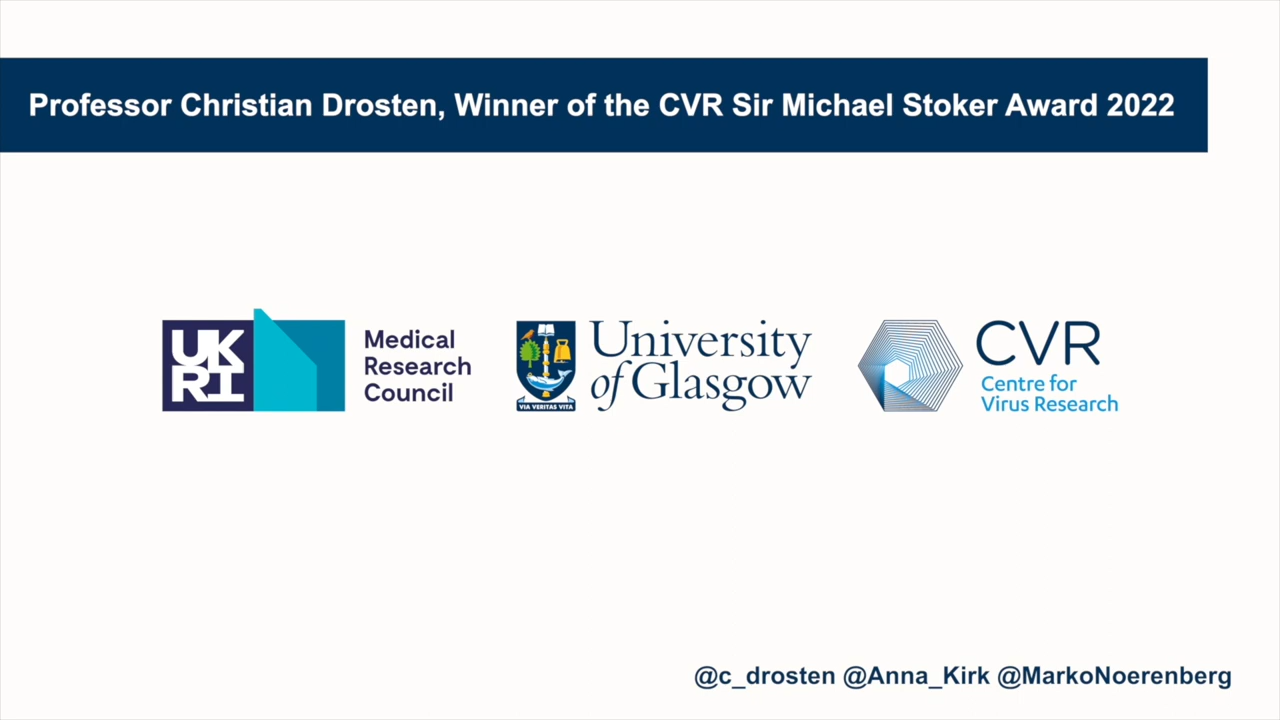 Professor Christian Drosten, Winner of the CVR Sir Michael Stoker Award 2022
UK
RI
Medical
Research
Council
University
of Glasgow
VIA VERITAS VITA
CVR
Centre for
Virus Research
@c_drosten @Anna_Kirk @MarkoNoerenberg